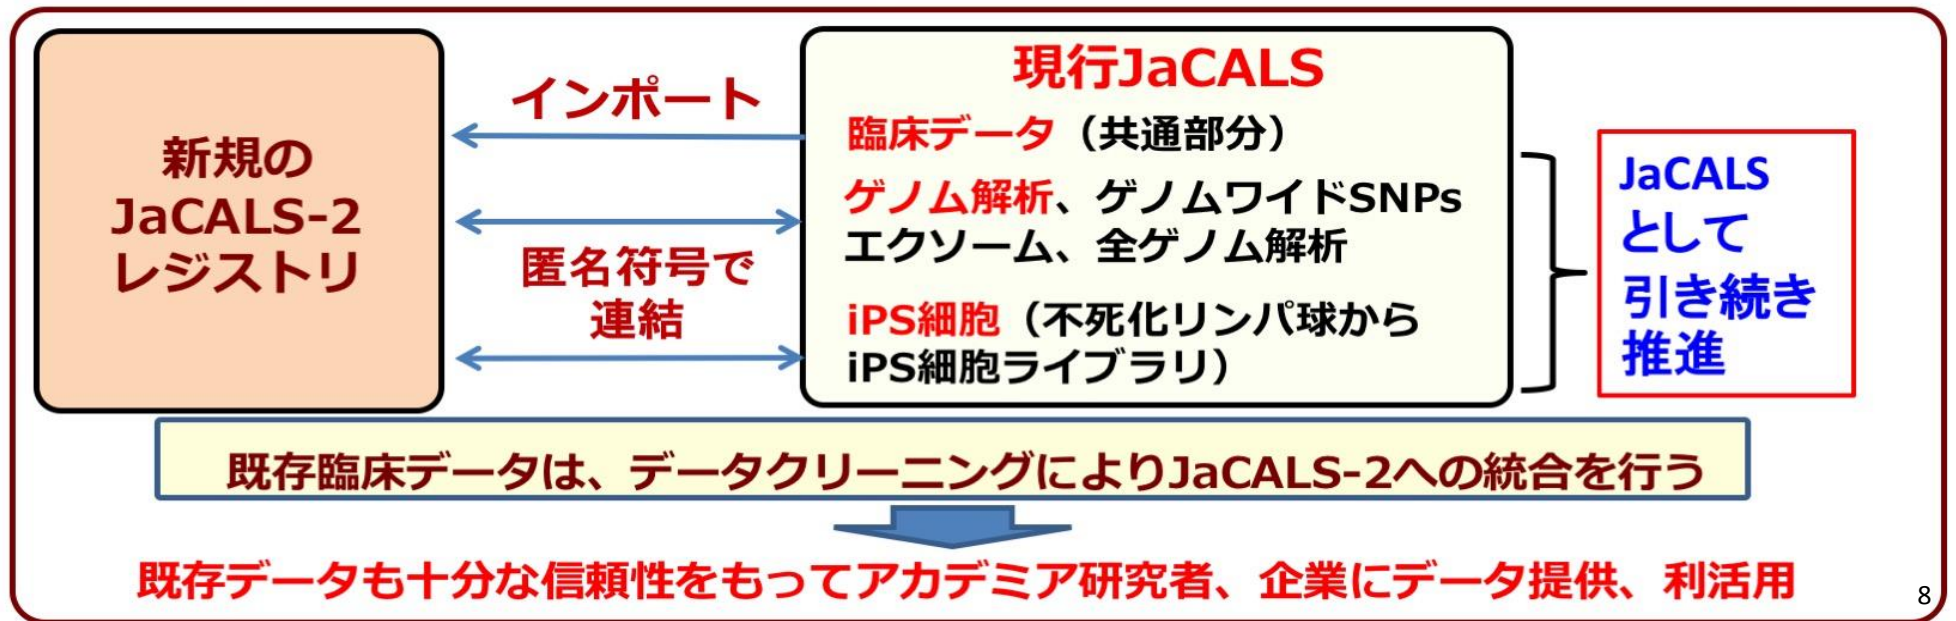 新規の
JaCALS-2
レジストリ
インポート
匿名符号で
連結
現行JaCALS
臨床データ（共通部分）
ゲノム解析、ゲノムワイドSNPs
エクソーム、全ゲノム解析
iPS細胞（不死化リンパ球から
iPS細胞ライブラリ）
JaCALS
として
引き続き
推進
既存臨床データは、データクリーニングによりJaCALS-2への統合を行う
既存データも十分な信頼性をもってアカデミア研究者、企業にデータ提供、利活用
8